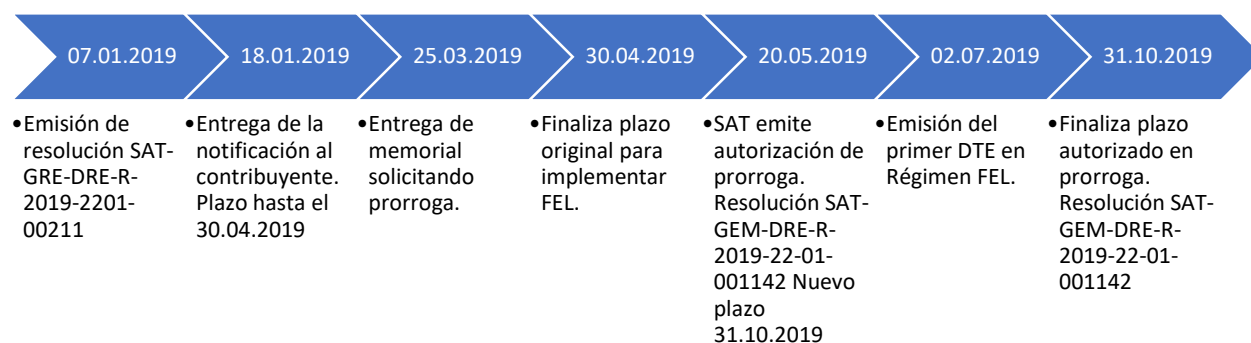 07.01.2019
18.01.2019
25.03.2019
30.04.2019
20.05.2019
02.07.2019
31.10.2019
•Emisión de
resolución SAT-
GRE-DRE-R-
2019-2201-
00211
•Entrega de la
notificación al
contribuyente.
Plazo hasta el
30.04.2019
•Entrega de
memorial
solicitando
prorroga.
•Finaliza plazo
original para
implementar
FEL.
•SAT emite
autorización de
prorroga.
Resolución SAT-
GEM-DRE-R-
2019-22-01-
001142 Nuevo
plazo
31.10.2019
•Emisión del
primer DTE en
Régimen FEL.
•Finaliza plazo
autorizado en
prorroga.
Resolución SAT-
GEM-DRE-R-
2019-22-01-
001142